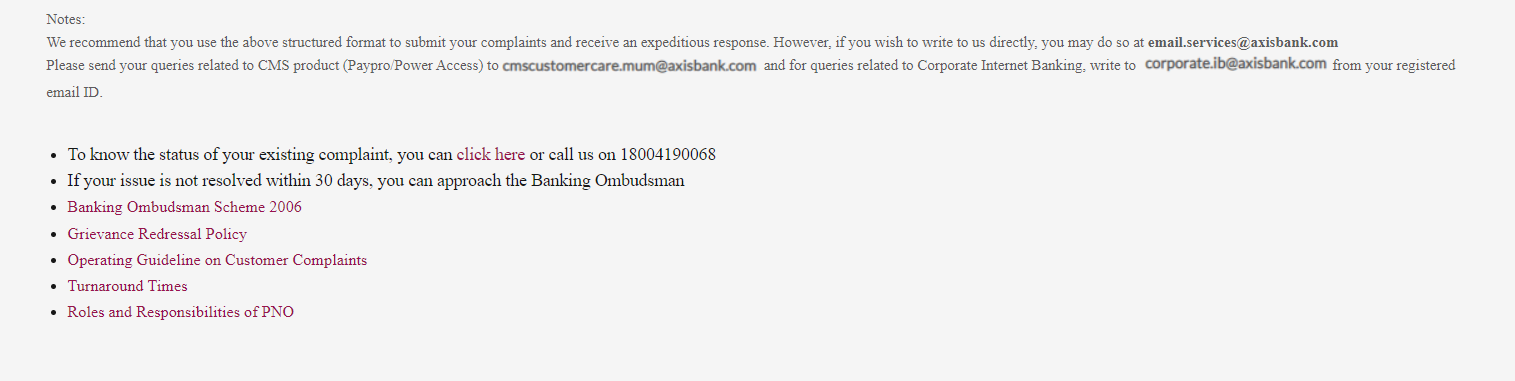 Notes:
We recommend that you use the above structured format to submit your complaints and receive an expeditious response. However, if you wish to write to us directly, you may do so at email.services@axisbank.com
Please send your queries related to CMS product (Paypro/Power Access) to cmscustomercare.mum@axisbank.com and for queries related to Corporate Internet Banking, write to corporate.ib@axisbank.com from your registered
email ID.
• To know the status of your existing complaint, you can click here or call us on 18004190068
• If your issue is not resolved within 30 days, you can approach the Banking Ombudsman
• Banking Ombudsman Scheme 2006
• Grievance Redressal Policy
• Operating Guideline on Customer Complaints
• Turnaround Times
• Roles and Responsibilities of PNO